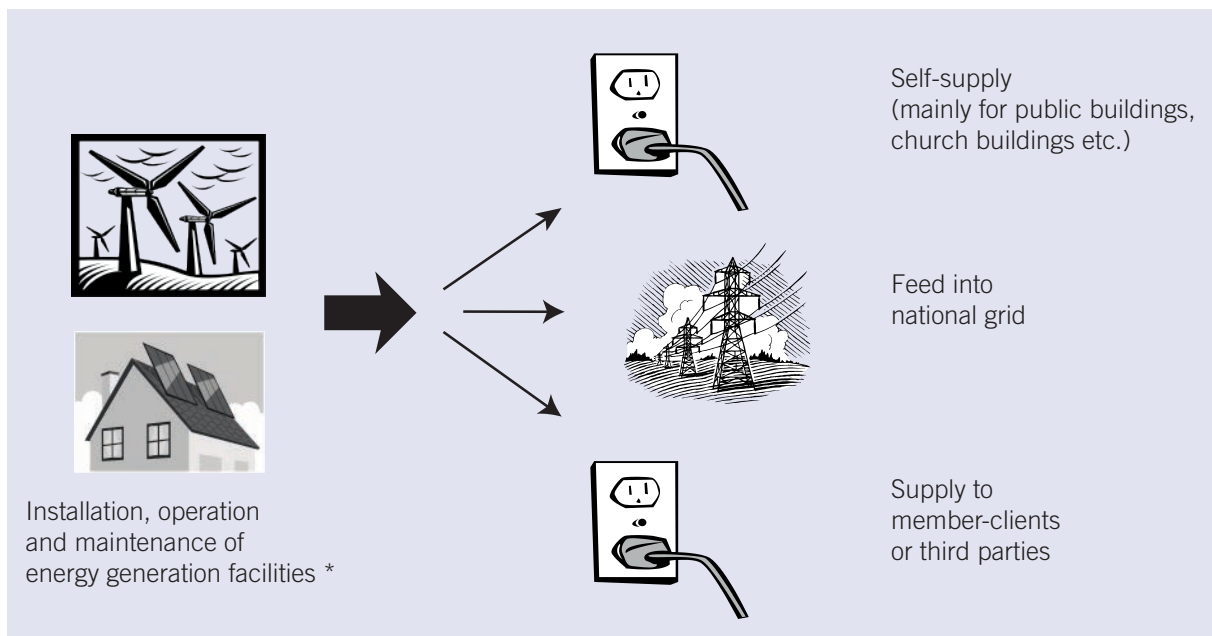 Self-supply
(mainly for public buildings,
church buildings etc.)
Feed into
national grid
Installation, operation
and maintenance of
energy generation facilities *
Supply to
member-clients
or third parties